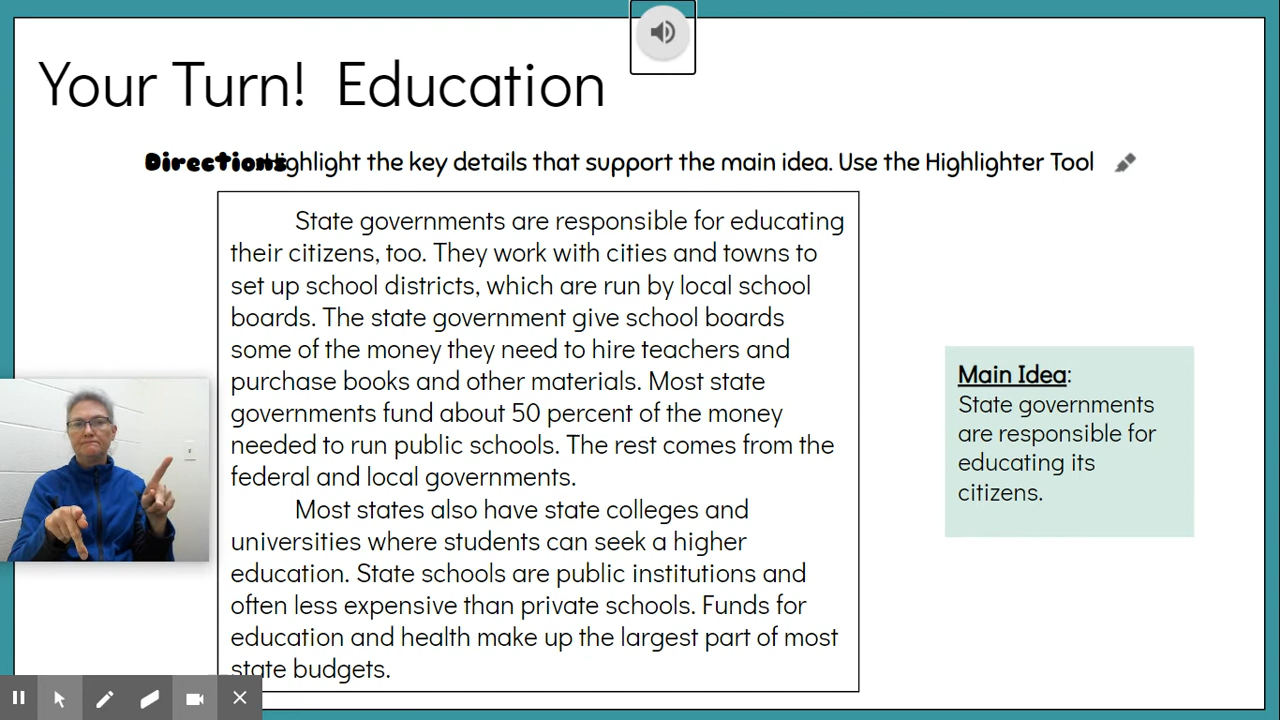 Your Turn! Education
Directions Highlight the key details that support the main idea. Use the Highlighter Tool
State governments are responsible for educating
their citizens, too. They work with cities and towns to
set up school districts, which are run by local school
boards. The state government give school boards
some of the money they need to hire teachers and
purchase books and other materials. Most state
governments fund about 50 percent of the money
needed to run public schools. The rest comes from the
federal and local governments.
Most states also have state colleges and
universities where students can seek a higher
education. State schools are public institutions and
often less expensive than private schools. Funds for
education and health make up the largest part of most
state budgets.
Main Idea:
State governments
are responsible for
educating its
citizens.